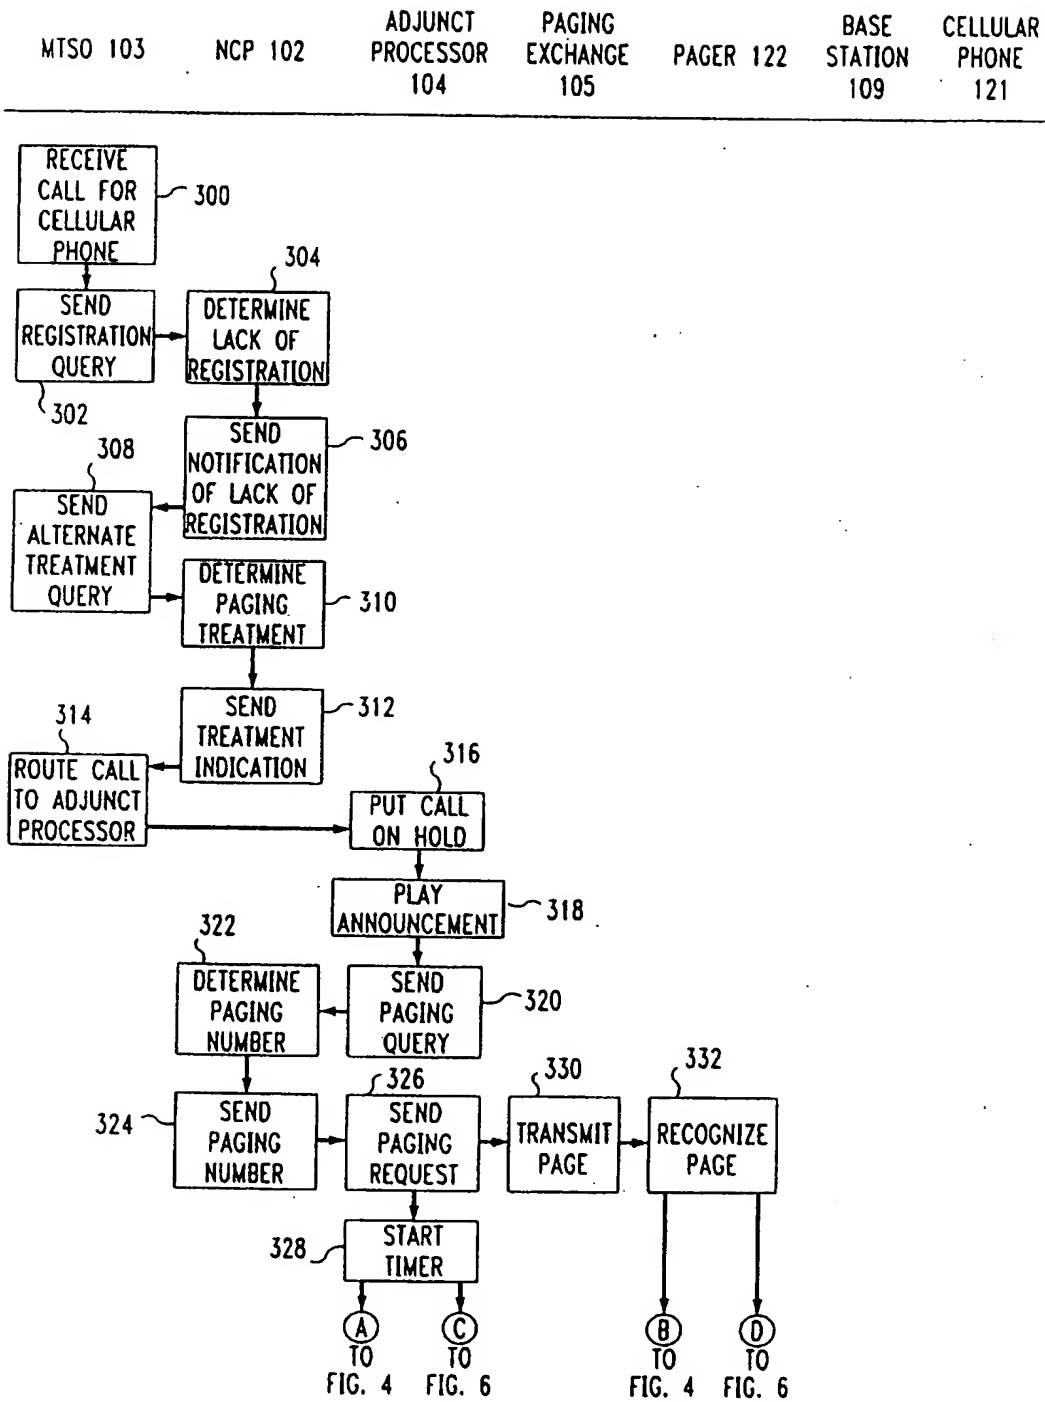 MTSO 103
NCP 102
ADJUNCT
PROCESSOR
104
PAGING
EXCHANGE
105
PAGER 122
BASE
STATION
109
CELLULAR
PHONE
121
RECEIVE
CALL FOR
CELLULAR
PHONE
300
SEND
REGISTRATION
QUERY
302
304
DETERMINE
LACK OF
REGISTRATION
SEND
NOTIFICATION
OF LACK OF
REGISTRATION
306
308
SEND
ALTERNATE
TREATMENT
QUERY
DETERMINE
PAGING
TREATMENT
310
SEND
TREATMENT
INDICATION
312
314
ROUTE CALL
TO ADJUNCT
PROCESSOR
316
PUT CALL
ON HOLD
PLAY
ANNOUNCEMENT
318
SEND
PAGING
QUERY
320
322
DETERMINE
PAGING
NUMBER
324
SEND
PAGING
NUMBER
326
SEND
PAGING
REQUEST
330
TRANSMIT
PAGE
332
RECOGNIZE
PAGE
328
START
TIMER
A
TO
FIG. 4
C
TO
FIG. 6
B
TO
FIG. 4
D
TO
FIG. 6